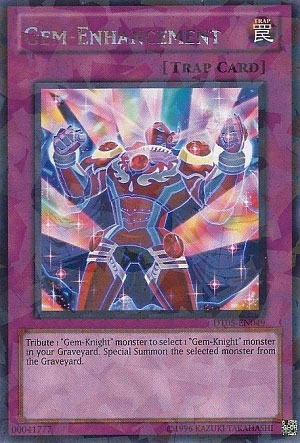 GEM-ENHANCEMENT
TRAP
罠
[TRAP CARD]
DT05-EN049
Tribute 1 "Gem-Knight" monster to select 1 "Gem-Knight" monster
in your Graveyard. Special Summon the selected monster from
the Graveyard.
00041777
©1996 KAZUKI TAKAHASHI